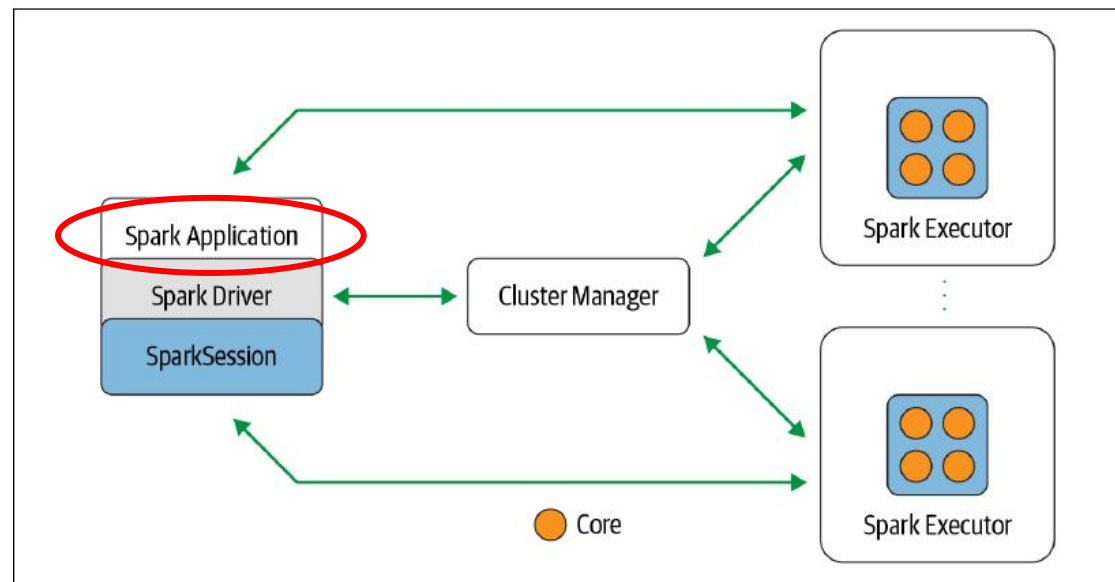 Spark Application
Spark Driver
SparkSession
Cluster Manager
Spark Executor
Spark Executor
Core